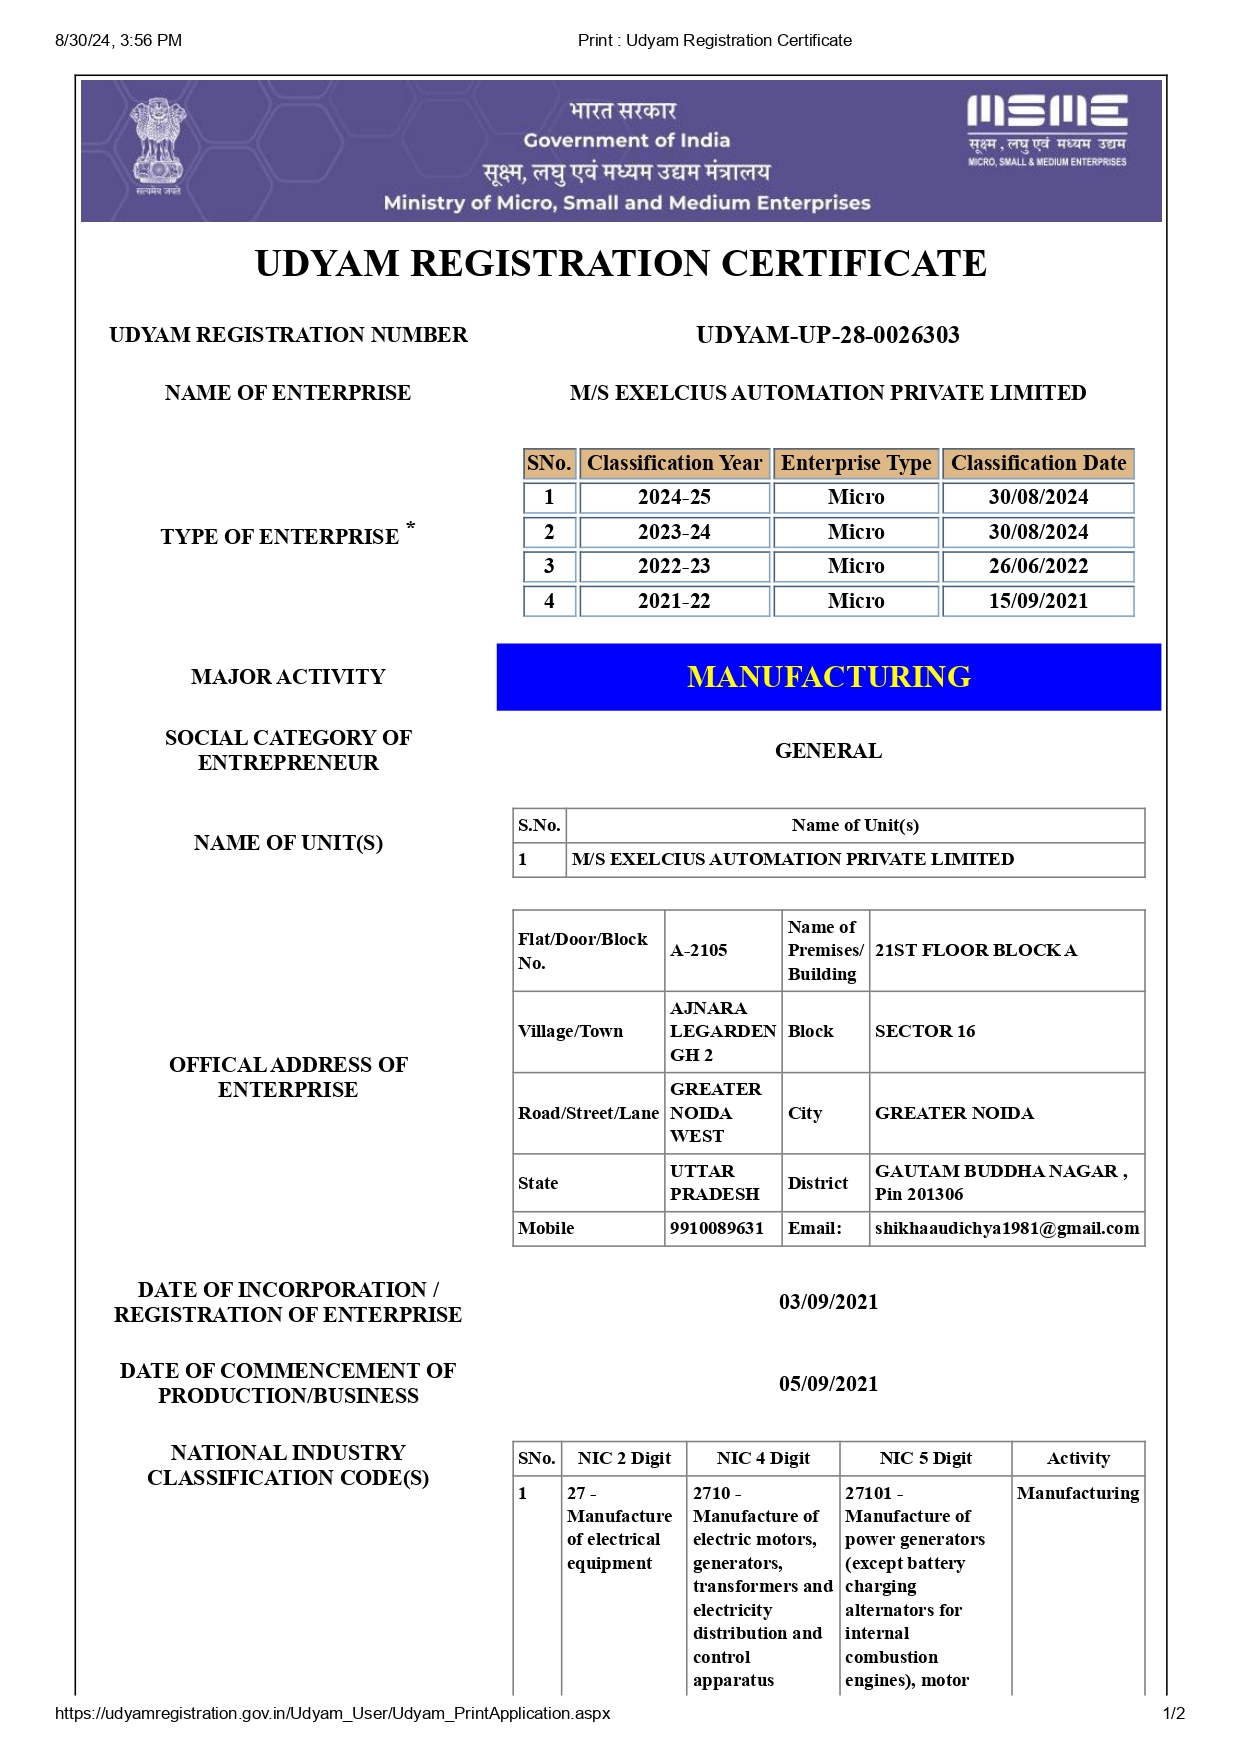 8/30/24, 3:56 PM
Print : Udyam Registration Certificate
सत्यमेव जयते
भारत सरकार
Government of India
सूक्ष्म, लघु एवं मध्यम उद्यम मंत्रालय
Ministry of Micro, Small and Medium Enterprises
MSME
सूक्ष्म , लघु एवं मध्यम उद्यम
MICRO, SMALL & MEDIUM ENTERPRISES
UDYAM REGISTRATION CERTIFICATE
UDYAM REGISTRATION NUMBER
UDYAM-UP-28-0026303
NAME OF ENTERPRISE
M/S EXELCIUS AUTOMATION PRIVATE LIMITED
TYPE OF ENTERPRISE *
SNo. Classification Year Enterprise Type Classification Date
1 2024-25 Micro 30/08/2024
2 2023-24 Micro 30/08/2024
3 2022-23 Micro 26/06/2022
4 2021-22 Micro 15/09/2021
MAJOR ACTIVITY
MANUFACTURING
SOCIAL CATEGORY OF
ENTREPRENEUR
GENERAL
NAME OF UNIT(S)
S.No. Name of Unit(s)
1 M/S EXELCIUS AUTOMATION PRIVATE LIMITED
OFFICAL ADDRESS OF
ENTERPRISE
Flat/Door/Block
No.
A-2105
Name of
Premises/
Building
21ST FLOOR BLOCK A
Village/Town
AJNARA
LEGARDEN
GH 2
Block
SECTOR 16
Road/Street/Lane
GREATER
NOIDA
WEST
City
GREATER NOIDA
State
UTTAR
PRADESH
District
GAUTAM BUDDHA NAGAR ,
Pin 201306
Mobile
9910089631
Email:
shikhaaudichya1981@gmail.com
DATE OF INCORPORATION /
REGISTRATION OF ENTERPRISE
03/09/2021
DATE OF COMMENCEMENT OF
PRODUCTION/BUSINESS
05/09/2021
NATIONAL INDUSTRY
CLASSIFICATION CODE(S)
SNo. NIC 2 Digit NIC 4 Digit NIC 5 Digit Activity
1
27 -
Manufacture
of electrical
equipment
2710 -
Manufacture of
electric motors,
generators,
transformers and
electricity
distribution and
control
apparatus
27101 -
Manufacture of
power generators
(except battery
charging
alternators for
internal
combustion
engines), motor
Manufacturing
https://udyamregistration.gov.in/Udyam_User/Udyam_PrintApplication.aspx
1/2